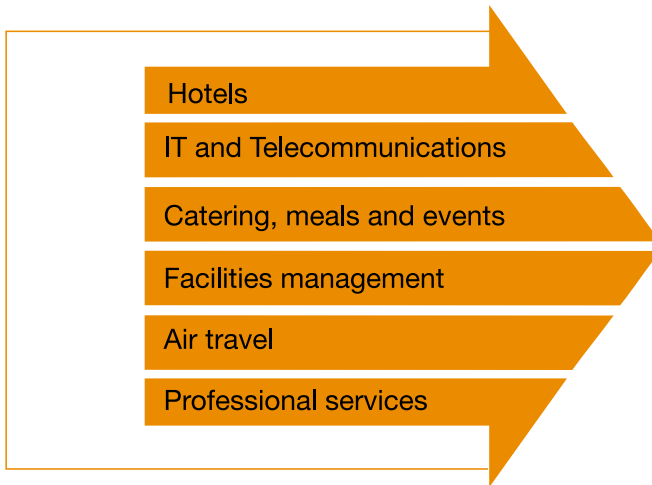 Hotels
IT and Telecommunications
Catering, meals and events
Facilities management
Air travel
Professional services